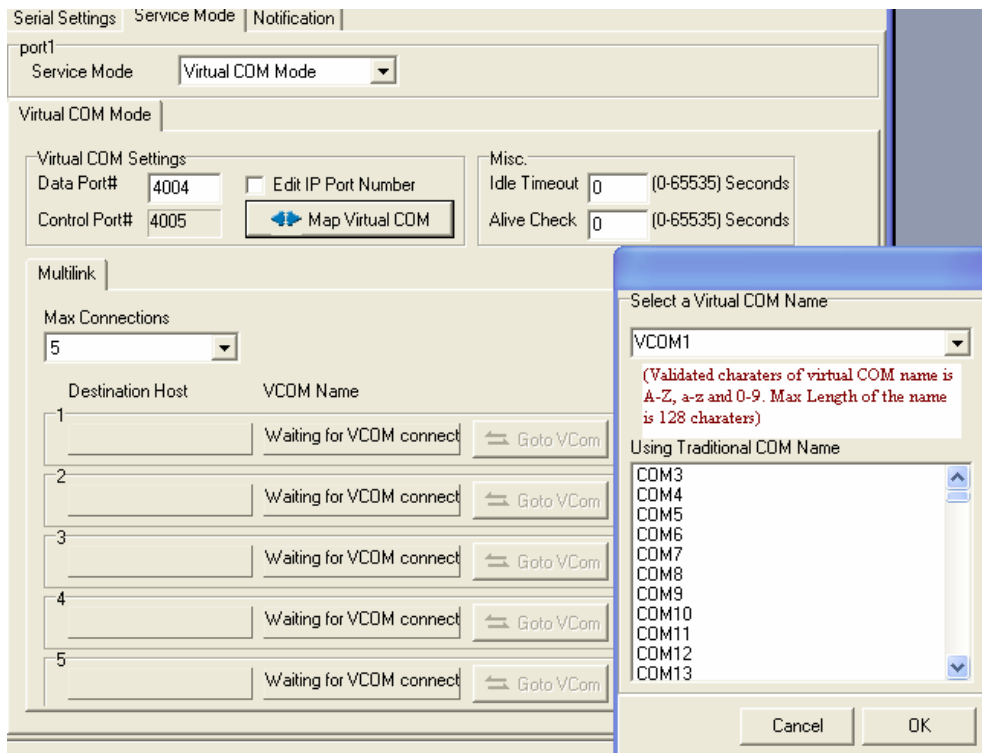 Serial Settings Service Mode Notification
port1
Service Mode Virtual COM Mode
Virtual COM Mode
Virtual COM Settings
Data Port# 4004 Edit IP Port Number
Control Port# 4005 Map Virtual COM
Misc.
Idle Timeout 0 (0-65535) Seconds
Alive Check 0 (0-65535) Seconds
Multilink
Max Connections
5
Destination Host VCOM Name
1 Waiting for VCOM connect Goto VCom
2 Waiting for VCOM connect Goto VCom
3 Waiting for VCOM connect Goto VCom
4 Waiting for VCOM connect Goto VCom
5 Waiting for VCOM connect Goto VCom
Select a Virtual COM Name
VCOM1
(Validated charaters of virtual COM name is
A-Z, a-z and 0-9. Max Length of the name
is 128 charaters)
Using Traditional COM Name
COM3
COM4
COM5
COM6
COM7
COM8
COM9
COM10
COM11
COM12
COM13
Cancel OK